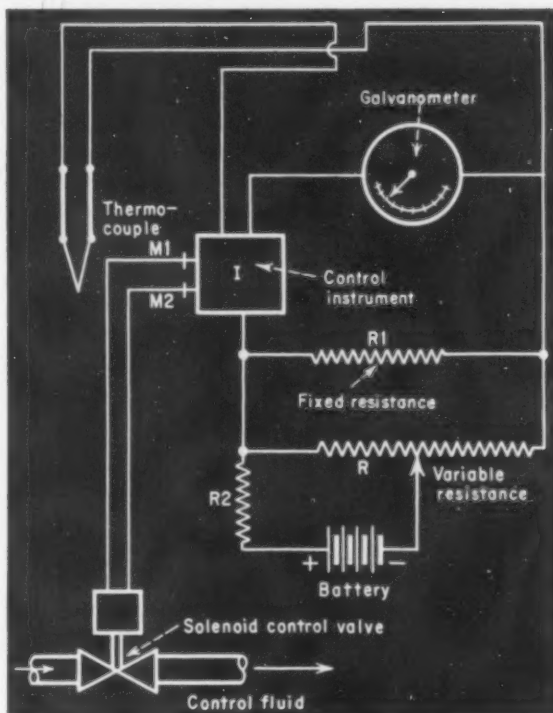 Galvanometer
Thermo-
couple
M1
M2
I
Control
instrument
R1
Fixed resistance
R
Variable
resistance
R2
+
−
Battery
Solenoid control valve
Control fluid